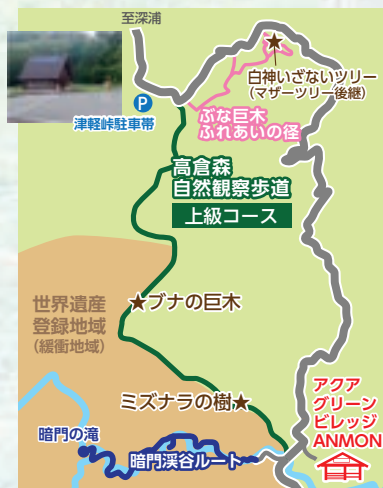 至深浦
白神いざないツリー
(マザーツリー後継)
P
津軽峠駐車帯
ぶな巨木
ふれあいの径
高倉森
自然観察歩道
上級コース
世界遺産
登録地域
(緩衝地域)
ブナの巨木
ミズナラの樹
アクア
グリーン
ビレッジ
ANMON
暗門の滝
暗門渓谷ルート